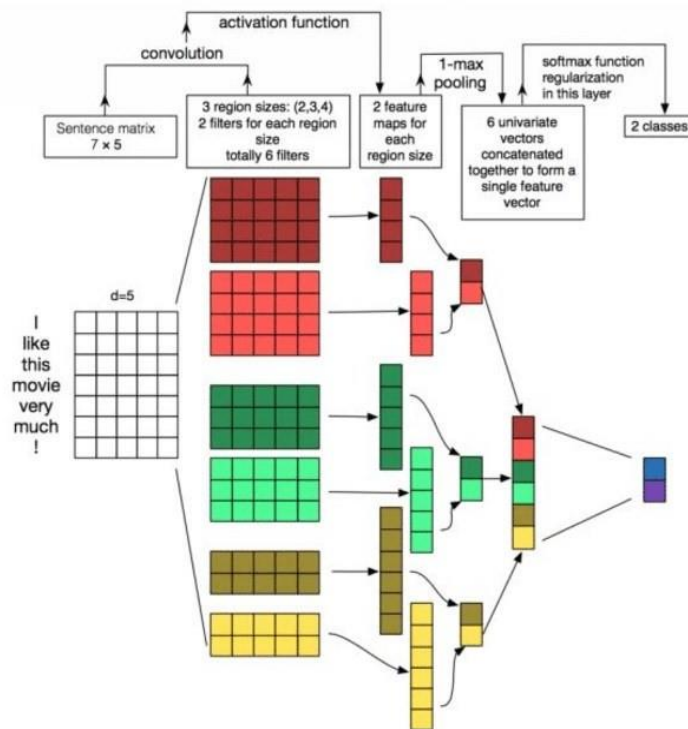 activation function
convolution
1-max
pooling
softmax function
regularization
in this layer
Sentence matrix
7 × 5
3 region sizes: (2,3,4)
2 filters for each region
size
totally 6 filters
2 feature
maps for
each
region size
6 univariate
vectors
concatenated
together to form a
single feature
vector
2 classes
d=5
I
like
this
movie
very
much
!